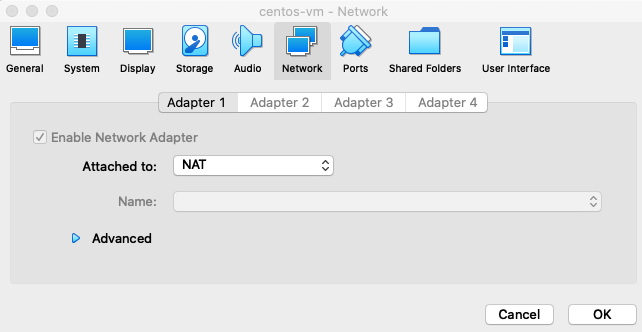 centos-vm - Network
General System Display Storage Audio Network Ports Shared Folders User Interface
Adapter 1 Adapter 2 Adapter 3 Adapter 4
Enable Network Adapter
Attached to: NAT
Name:
Advanced
Cancel OK